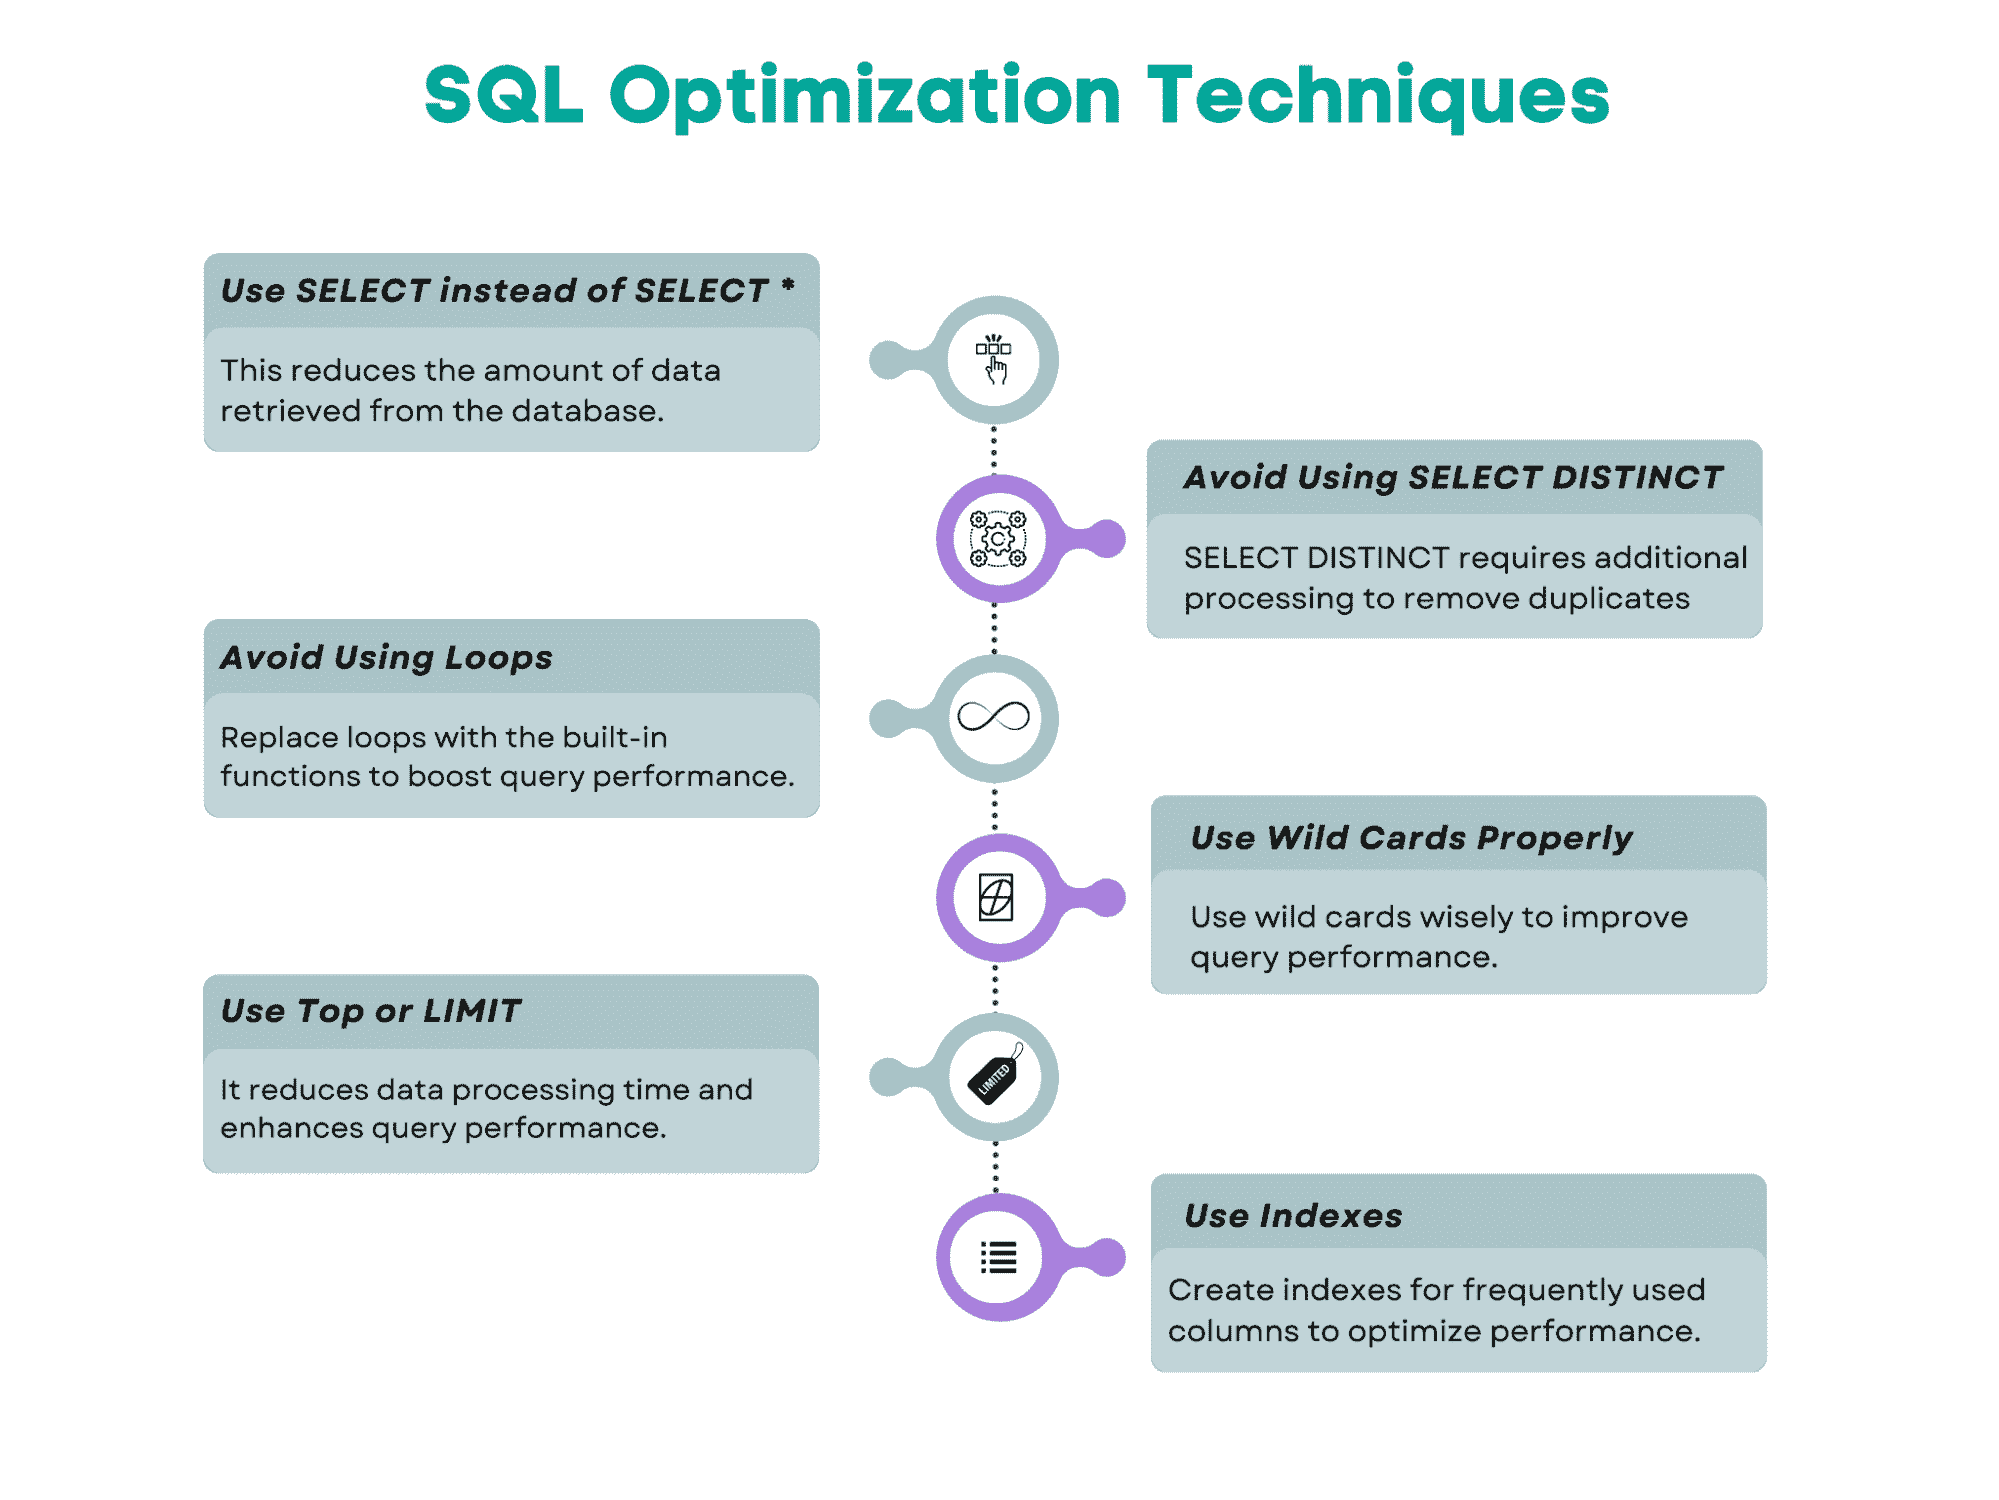 SQL Optimization Techniques
Use SELECT instead of SELECT *
This reduces the amount of data
retrieved from the database.
Avoid Using SELECT DISTINCT
SELECT DISTINCT requires additional
processing to remove duplicates
Avoid Using Loops
Replace loops with the built-in
functions to boost query performance.
Use Wild Cards Properly
Use wild cards wisely to improve
query performance.
Use Top or LIMIT
It reduces data processing time and
enhances query performance.
LIMITED
Use Indexes
Create indexes for frequently used
columns to optimize performance.